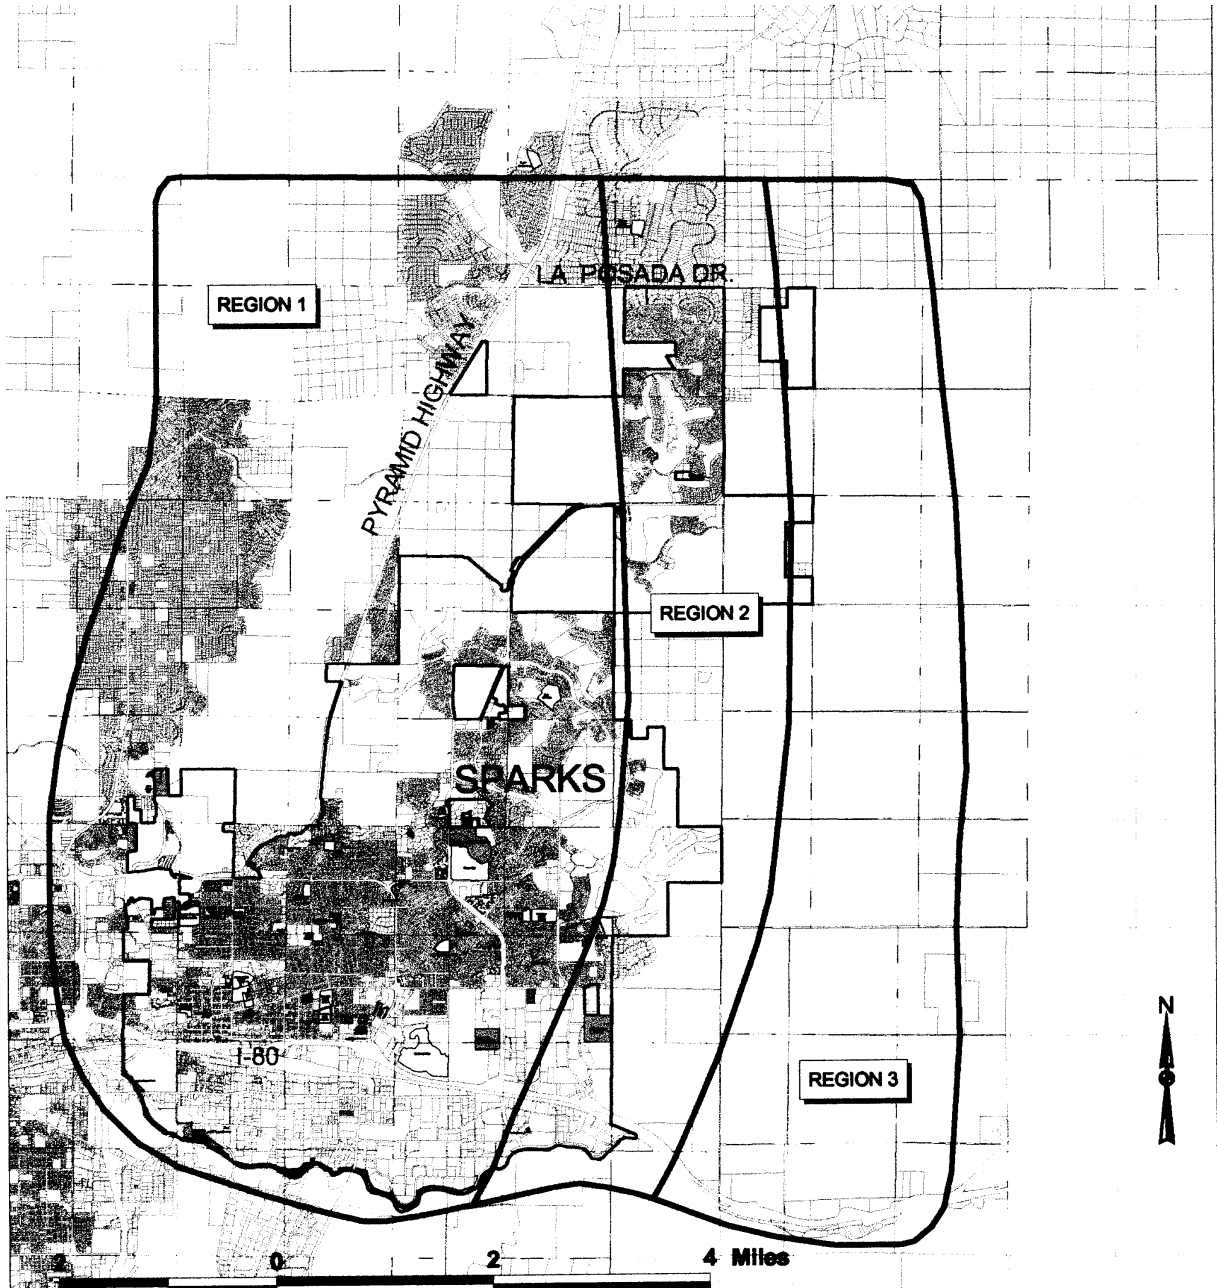 LA POSADA DR.
REGION 1
PYRAMID HIGHWAY
REGION 2
SPARKS
N
I-80
REGION 3
2 0 2 4 Miles